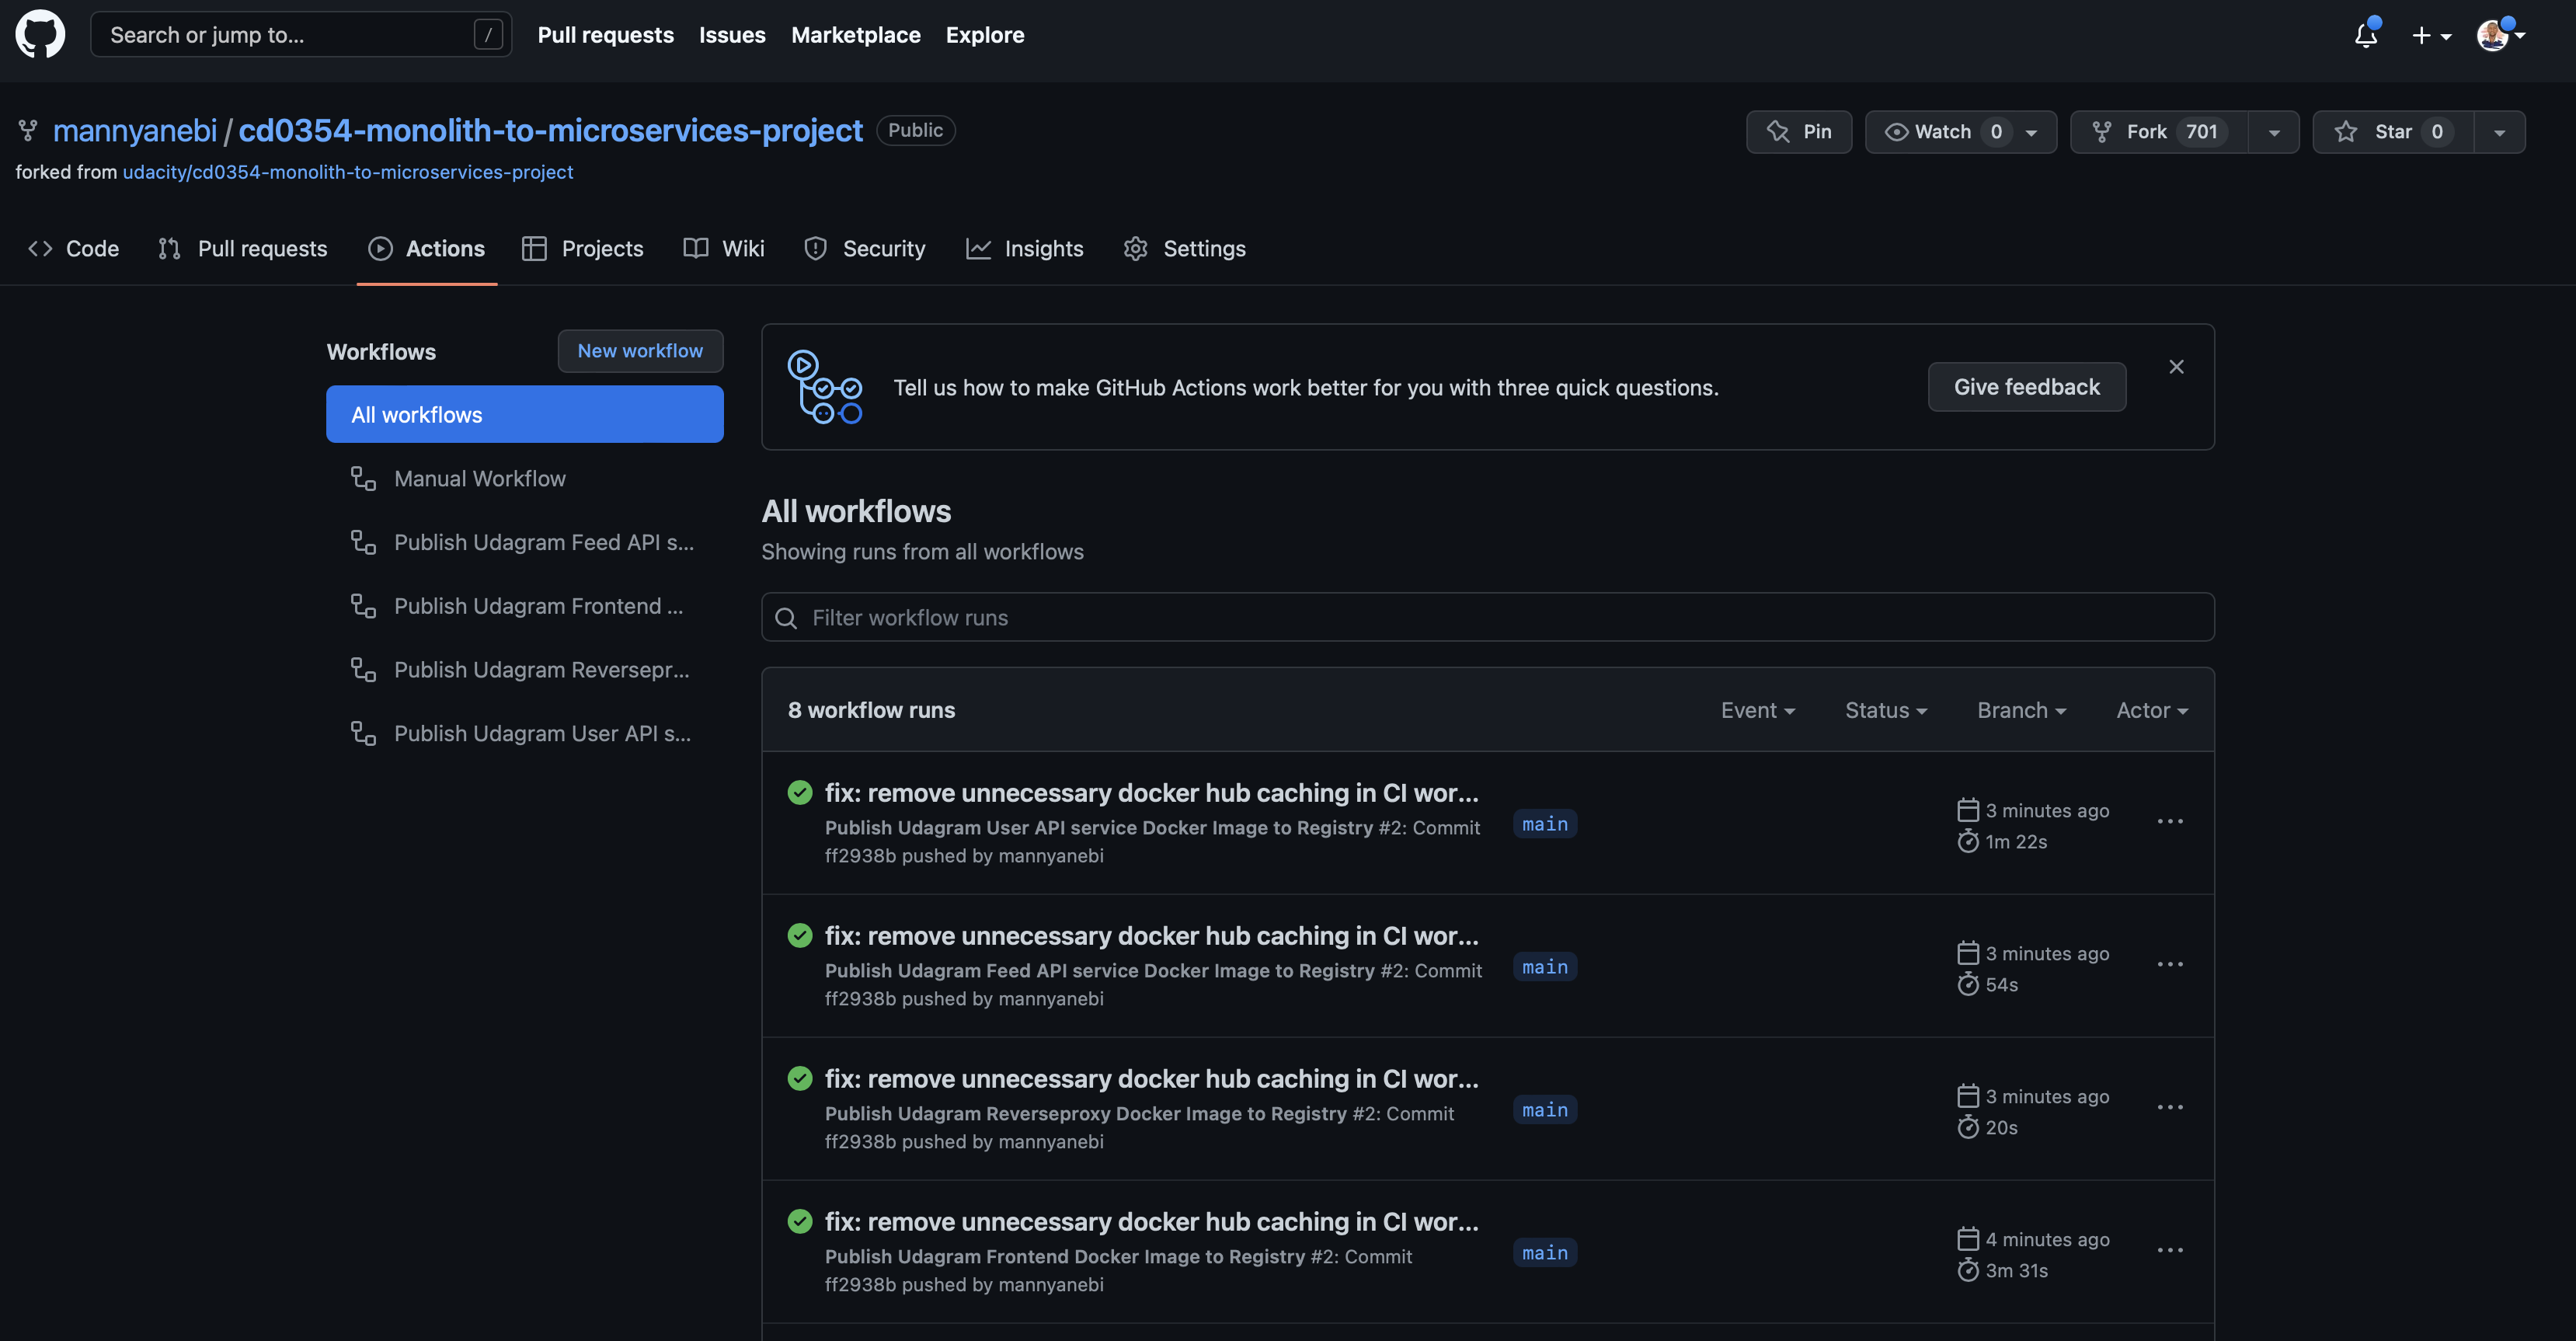 Search or jump to... /
Pull requests Issues Marketplace Explore
mannyanebi / cd0354-monolith-to-microservices-project Public
Pin Watch 0 Fork 701 Star 0
forked from udacity/cd0354-monolith-to-microservices-project
Code Pull requests Actions Projects Wiki Security Insights Settings
Workflows New workflow
All workflows
Manual Workflow
Publish Udagram Feed API s...
Publish Udagram Frontend ...
Publish Udagram Reversepr...
Publish Udagram User API s...
Tell us how to make GitHub Actions work better for you with three quick questions. Give feedback
All workflows
Showing runs from all workflows
Filter workflow runs
8 workflow runs Event Status Branch Actor
fix: remove unnecessary docker hub caching in CI wor...
Publish Udagram User API service Docker Image to Registry #2: Commit
ff2938b pushed by mannyanebi
main
3 minutes ago
1m 22s
fix: remove unnecessary docker hub caching in CI wor...
Publish Udagram Feed API service Docker Image to Registry #2: Commit
ff2938b pushed by mannyanebi
main
3 minutes ago
54s
fix: remove unnecessary docker hub caching in CI wor...
Publish Udagram Reverseproxy Docker Image to Registry #2: Commit
ff2938b pushed by mannyanebi
main
3 minutes ago
20s
fix: remove unnecessary docker hub caching in CI wor...
Publish Udagram Frontend Docker Image to Registry #2: Commit
ff2938b pushed by mannyanebi
main
4 minutes ago
3m 31s